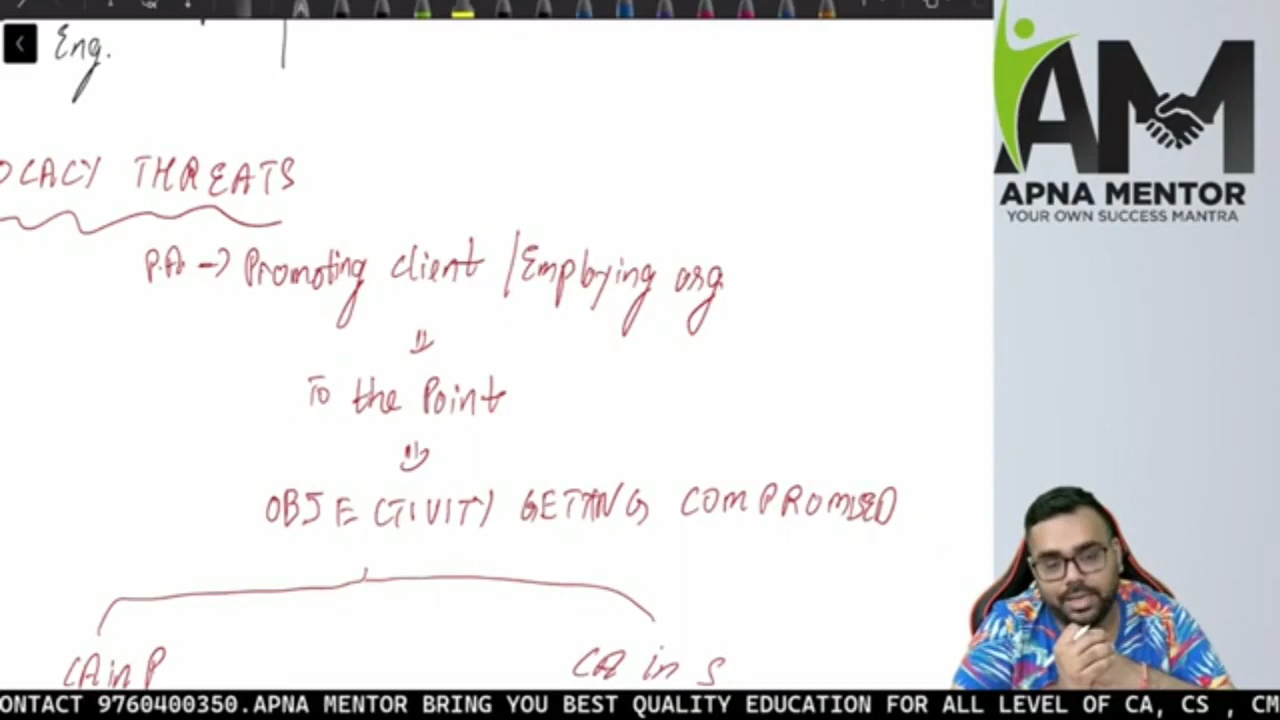 Eng.
OCACY THREATS
P.A. -> Promoting client / Employing org.
To the Point
OBJECTIVITY GETTING COMPROMISED
CA in P
CA in S
AM
APNA MENTOR
YOUR OWN SUCCESS MANTRA
ONTACT 9760400350.APNA MENTOR BRING YOU BEST QUALITY EDUCATION FOR ALL LEVEL OF CA, CS , CM